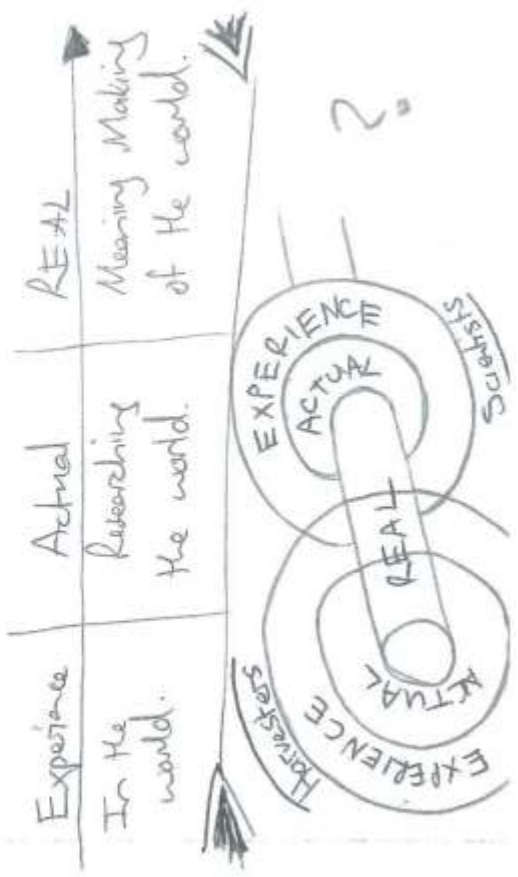 Experience
Actual
REAL
In the
world.
Researching
the world.
Meaning Making
of the world.
Harvesters
EXPERIENCE
ACTUAL
REAL
EXPERIENCE
ACTUAL
Scientists
?